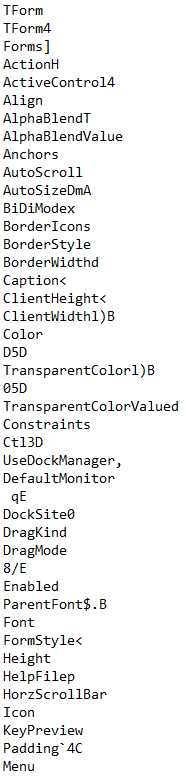 TForm
TForm4
Forms]
ActionH
ActiveControl4
Align
AlphaBlendT
AlphaBlendValue
Anchors
AutoScroll
AutoSizeDmA
BiDiModex
BorderIcons
BorderStyle
BorderWidthd
Caption<
ClientHeight<
ClientWidthl)B
Color
D5D
TransparentColorl)B
05D
TransparentColorValued
Constraints
Ctl3D
UseDockManager,
DefaultMonitor
 qE
DockSite0
DragKind
DragMode
8/E
Enabled
ParentFont$.B
Font
FormStyle<
Height
HelpFilep
HorzScrollBar
Icon
KeyPreview
Padding`4C
Menu